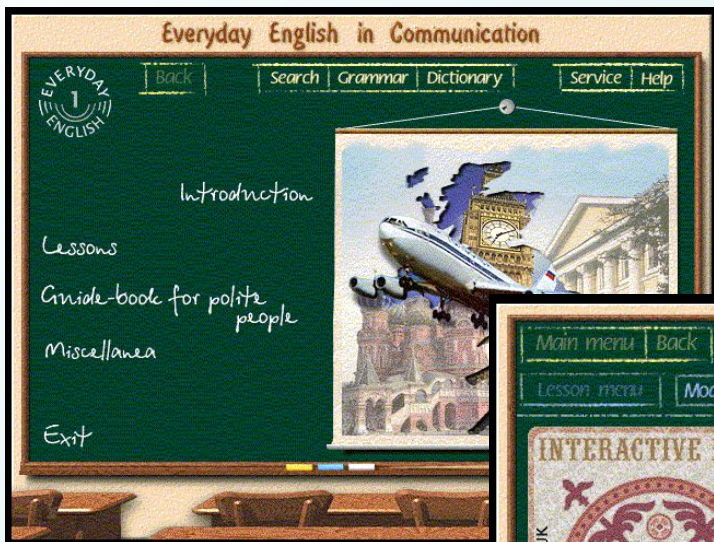 Everyday English in Communication
EVERYDAY
1
ENGLISH
Back
Search Grammar Dictionary
Service Help
Introduction
Lessons
Guide-book for polite
people
Miscellanea
Exit
Main menu Back
Lesson menu
INTERACTIVE